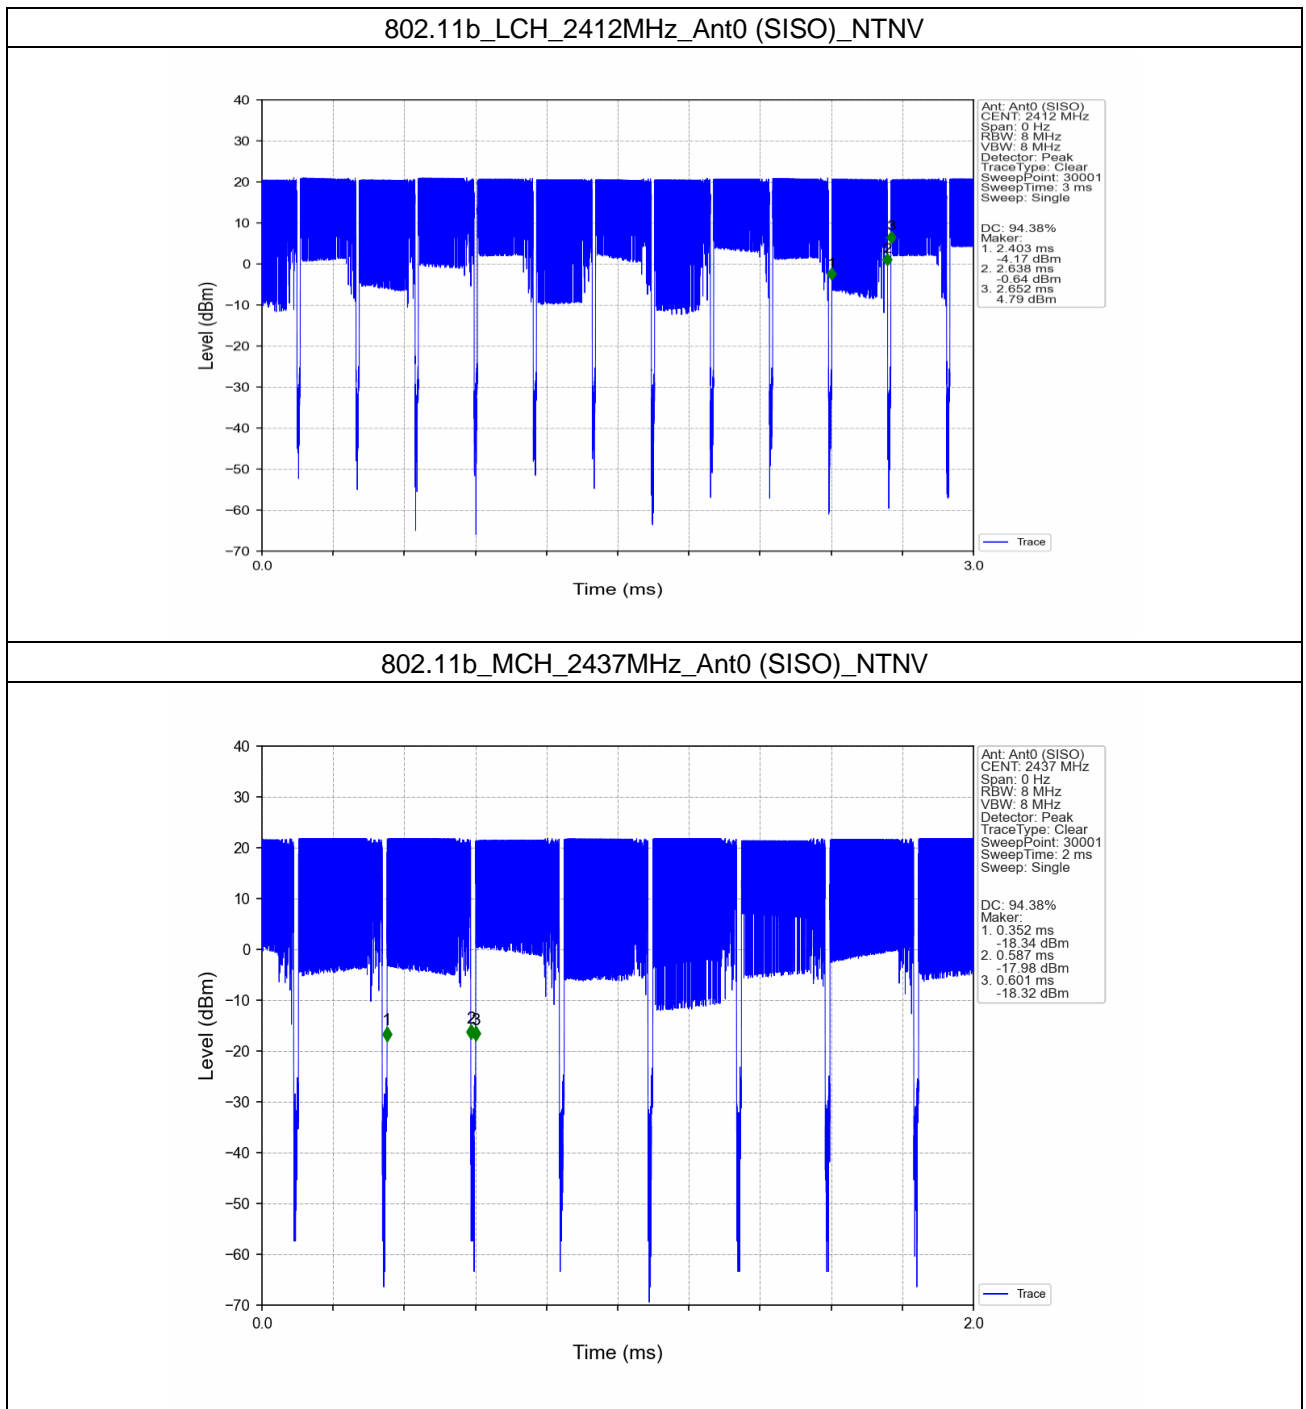 802.11b_LCH_2412MHz_Ant0 (SISO)_NTNV
40
30
20
10
0
−10
−20
−30
−40
−50
−60
−70
Level (dBm)
0.0
3.0
Time (ms)
1
2
3
Ant: Ant0 (SISO)
CENT: 2412 MHz
Span: 0 Hz
RBW: 8 MHz
VBW: 8 MHz
Detector: Peak
TraceType: Clear
SweepPoint: 30001
SweepTime: 3 ms
Sweep: Single
DC: 94.38%
Maker:
1. 2.403 ms
-4.17 dBm
2. 2.638 ms
-0.64 dBm
3. 2.652 ms
4.79 dBm
Trace
802.11b_MCH_2437MHz_Ant0 (SISO)_NTNV
40
30
20
10
0
−10
−20
−30
−40
−50
−60
−70
Level (dBm)
0.0
2.0
Time (ms)
1
2
3
Ant: Ant0 (SISO)
CENT: 2437 MHz
Span: 0 Hz
RBW: 8 MHz
VBW: 8 MHz
Detector: Peak
TraceType: Clear
SweepPoint: 30001
SweepTime: 2 ms
Sweep: Single
DC: 94.38%
Maker:
1. 0.352 ms
-18.34 dBm
2. 0.587 ms
-17.98 dBm
3. 0.601 ms
-18.32 dBm
Trace